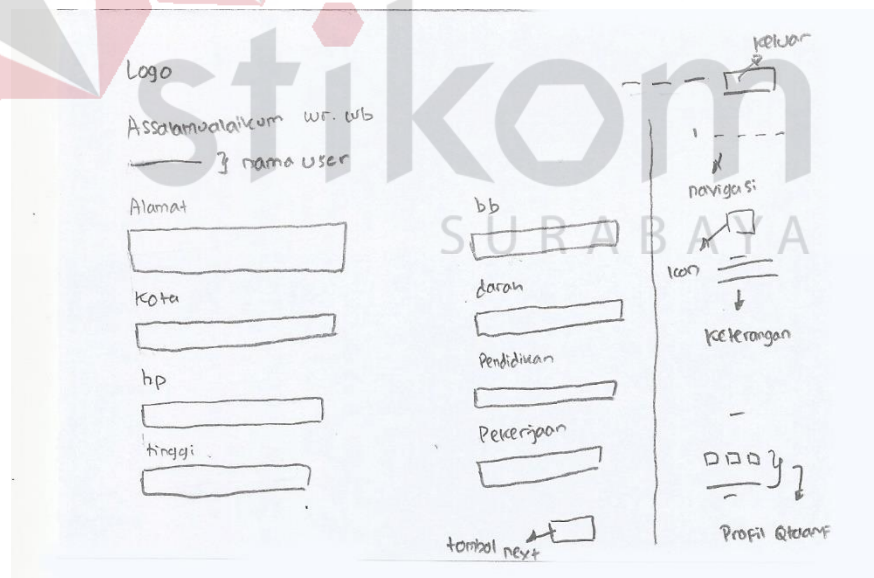 stikom
SURABAYA
Logo
Assalamualaikum wr. wb
} nama user
Alamat
Kota
hp
tinggi
bb
darah
Pendidikan
Pekerjaan
tombol next
keluar
navigasi
Icon
Keterangan
Profil